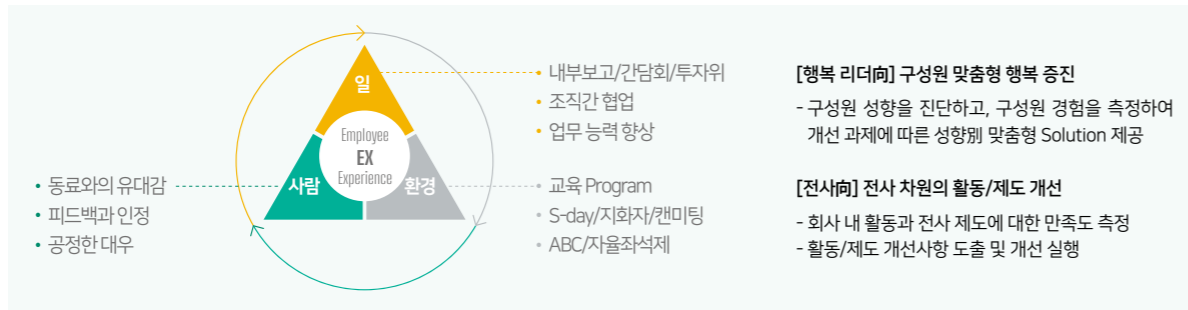 일
Employee
EX
Experience
사람
환경
• 동료와의 유대감
• 피드백과 인정
• 공정한 대우
• 내부보고/간담회/투자위
• 조직간 협업
• 업무 능력 향상
• 교육 Program
• S-day/지화자/캔미팅
• ABC/자율좌석제
[행복 리더向] 구성원 맞춤형 행복 증진
- 구성원 성향을 진단하고, 구성원 경험을 측정하여
개선 과제에 따른 성향別 맞춤형 Solution 제공
[전사向] 전사 차원의 활동/제도 개선
- 회사 내 활동과 전사 제도에 대한 만족도 측정
- 활동/제도 개선사항 도출 및 개선 실행